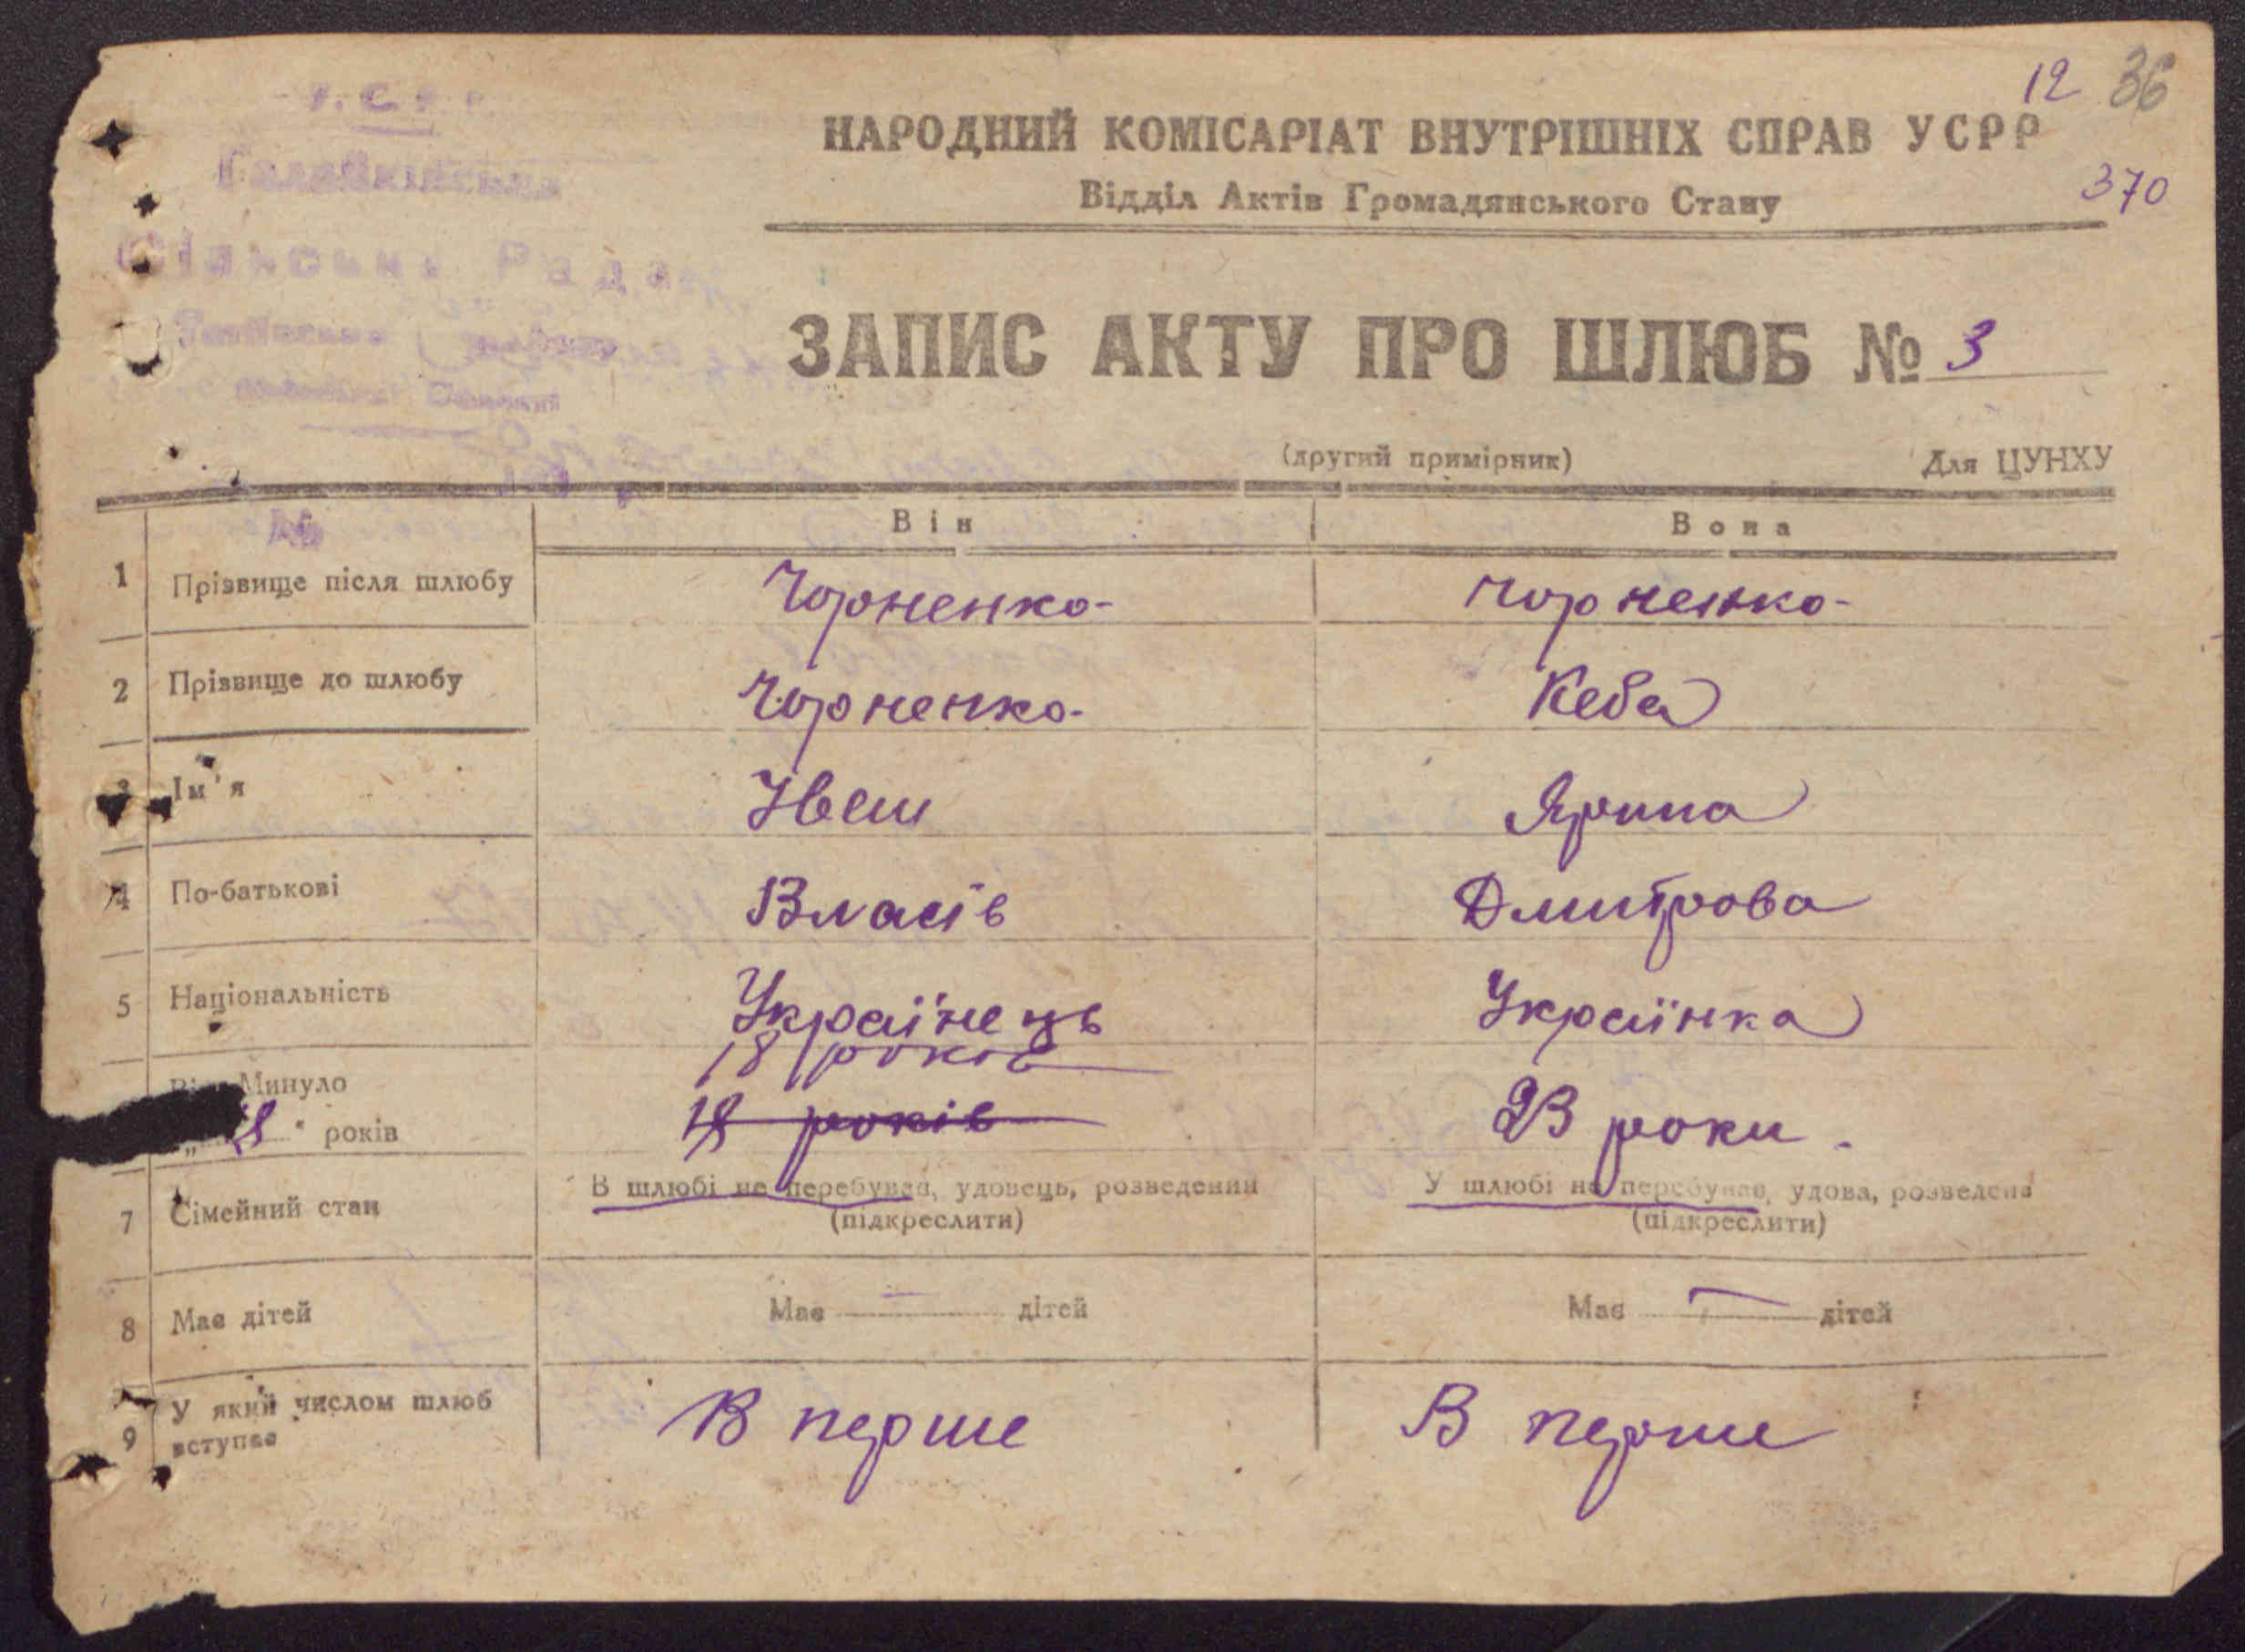 12 36
НАРОДНИЙ КОМІСАРІАТ ВНУТРІШНІХ СПРАВ УСРР
Відділ Актів Громадянського Стану
370
Рада
ЗАПИС АКТУ ПРО ШЛЮБ № 3
(другий примірник) Для ЦУНХУ
Він Вона
1 Прізвище після шлюбу Чорненко Чорненко
2 Прізвище до шлюбу Чорненко Кеба
3 Ім'я Іван Ярина
4 По-батькові Власів Дмитрова
5 Національність Українець Українка
18 років
Минуло
18 років 18 років 23 роки.
7 Сімейний стан В шлюбі не перебував, удовець, розведений У шлюбі не перебував, удова, розведена
(підкреслити) (підкреслити)
8 Має дітей Має — дітей Має — дітей
9 У який числом шлюб вступає В перше В перше